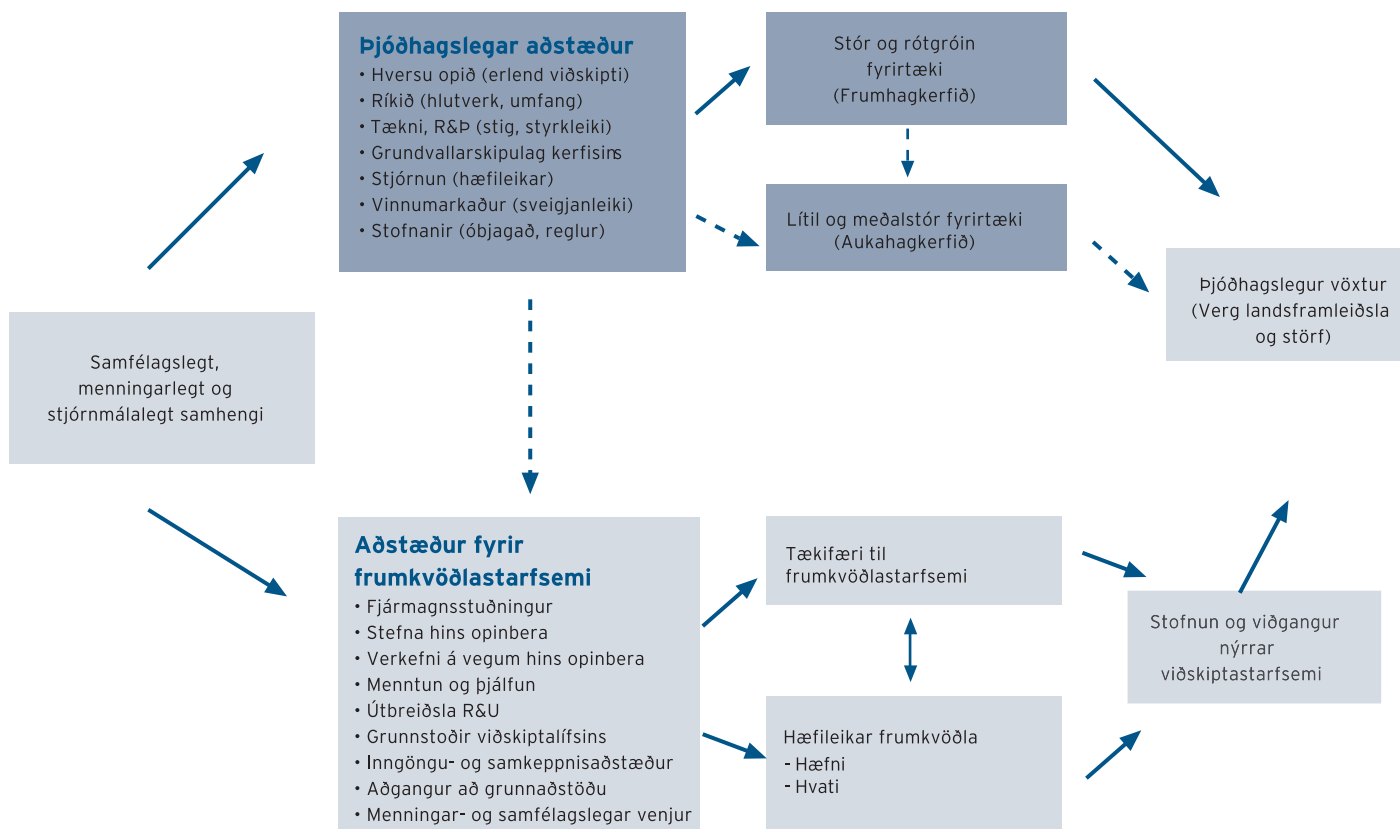 Þjóðhagslegar aðstæður
• Hversu opið (erlend viðskipti)
• Ríkið (hlutverk, umfang)
• Tækni, R&Þ (stig, styrkleiki)
• Grundvallarskipulag kerfisins
• Stjórnun (hæfileikar)
• Vinnumarkaður (sveigjanleiki)
• Stofnanir (óbjagað, reglur)
Stór og rótgróin
fyrirtæki
(Frumhagkerfið)
Lítil og meðalstór fyrirtæki
(Aukahagkerfið)
Þjóðhagslegur vöxtur
(Verg landsframleiðsla
og störf)
Samfélagslegt,
menningarlegt og
stjórnmálalegt samhengi
Aðstæður fyrir
frumkvöðlastarfsemi
• Fjármagnsstuðningur
• Stefna hins opinbera
• Verkefni á vegum hins opinbera
• Menntun og þjálfun
• Útbreiðsla R&U
• Grunnstoðir viðskiptalífsins
• Inngöngu- og samkeppnisaðstæður
• Aðgangur að grunnaðstöðu
• Menningar- og samfélagslegar venjur
Tækifæri til
frumkvöðlastarfsemi
Hæfileikar frumkvöðla
- Hæfni
- Hvati
Stofnun og viðgangur
nýrrar
viðskiptastarfsemi